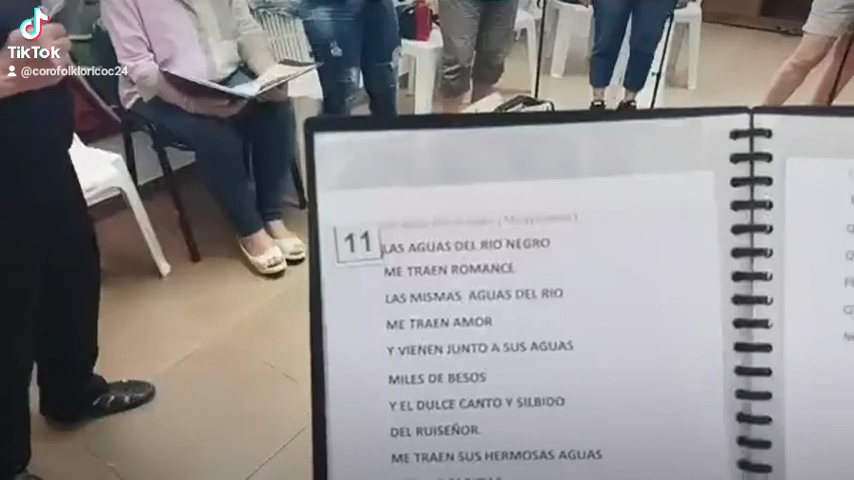 TikTok
@corofolkloricoc24
11
LAS AGUAS DEL RIO NEGRO
ME TRAEN ROMANCE
LAS MISMAS AGUAS DEL RIO
ME TRAEN AMOR
Y VIENEN JUNTO A SUS AGUAS
MILES DE BESOS
Y EL DULCE CANTO Y SILBIDO
DEL RUISEÑOR.
ME TRAEN SUS HERMOSAS AGUAS